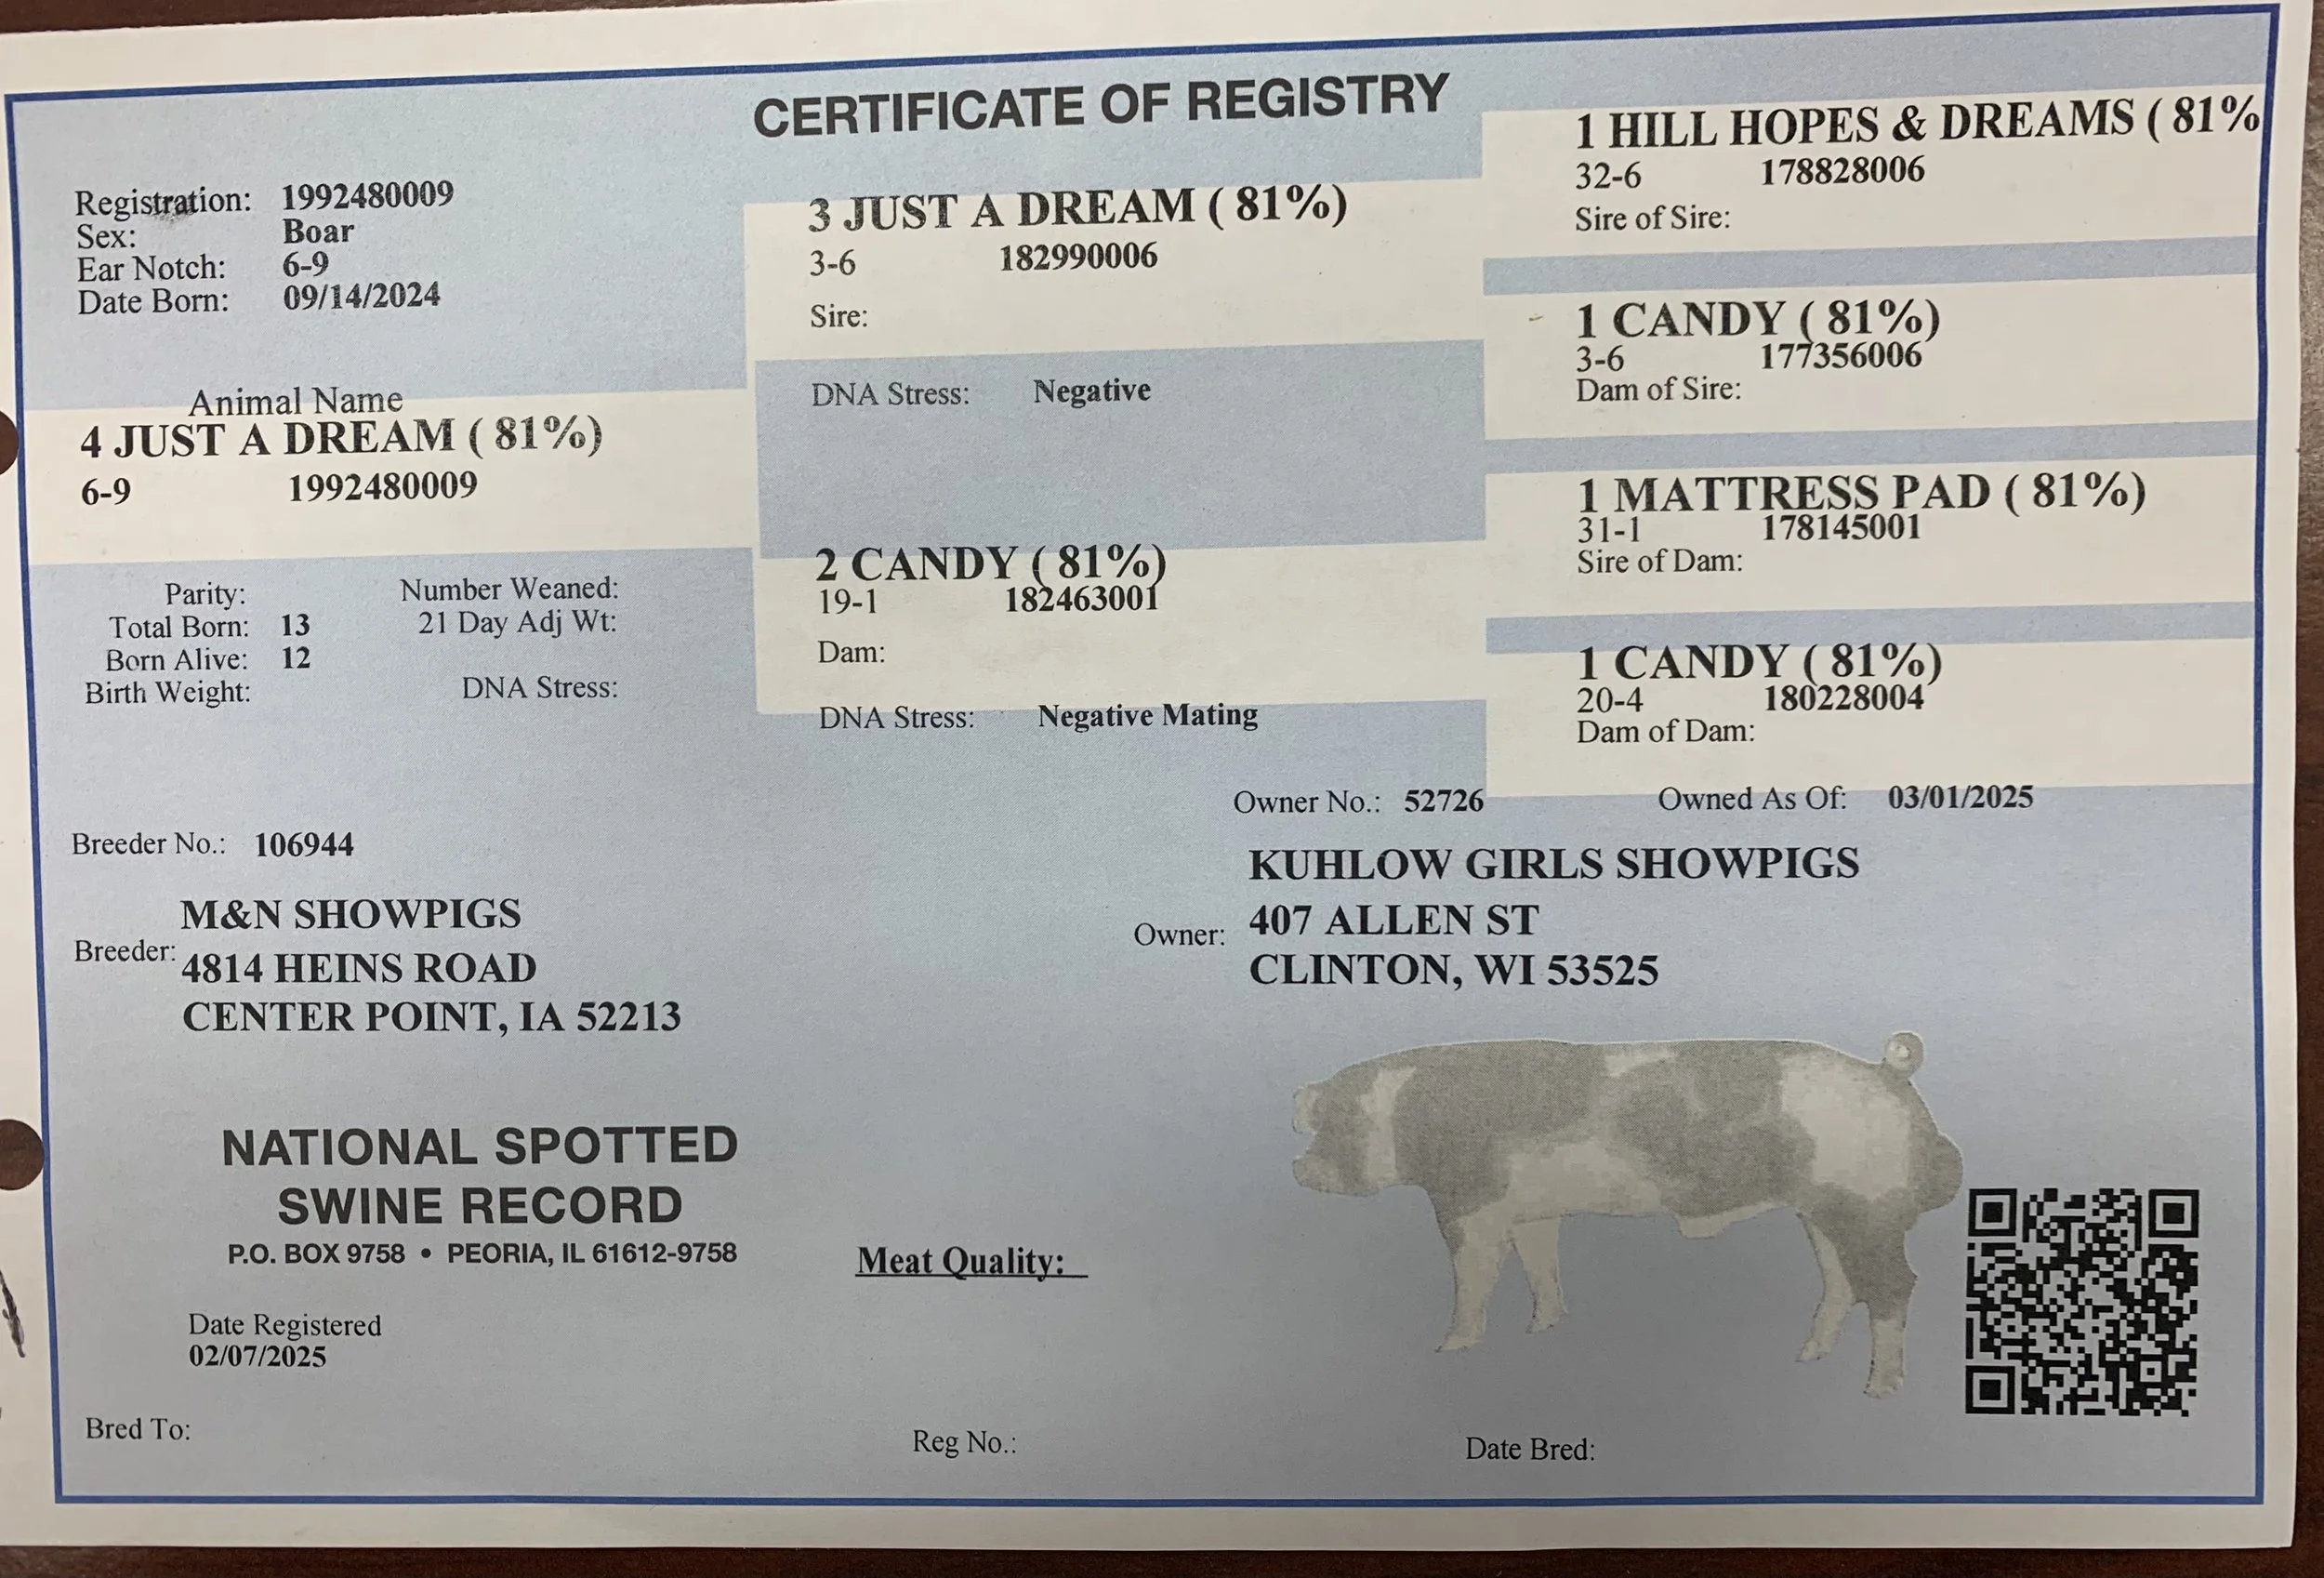 CERTIFICATE OF REGISTRY
Registration: 1992480009
Sex: Boar
Ear Notch: 6-9
Date Born: 09/14/2024
Animal Name
4 JUST A DREAM ( 81%)
6-9 1992480009
Parity:
Total Born: 13
Born Alive: 12
Birth Weight:
Number Weaned:
21 Day Adj Wt:
DNA Stress:
3 JUST A DREAM ( 81%)
3-6 182990006
Sire:
DNA Stress: Negative
2 CANDY ( 81%)
19-1 182463001
Dam:
DNA Stress: Negative Mating
1 HILL HOPES & DREAMS ( 81%
32-6 178828006
Sire of Sire:
1 CANDY ( 81%)
3-6 177356006
Dam of Sire:
1 MATTRESS PAD ( 81%)
31-1 178145001
Sire of Dam:
1 CANDY ( 81%)
20-4 180228004
Dam of Dam:
Owner No.: 52726 Owned As Of: 03/01/2025
Breeder No.: 106944
Breeder:
M&N SHOWPIGS
4814 HEINS ROAD
CENTER POINT, IA 52213
Owner:
KUHLOW GIRLS SHOWPIGS
407 ALLEN ST
CLINTON, WI 53525
NATIONAL SPOTTED
SWINE RECORD
P.O. BOX 9758 • PEORIA, IL 61612-9758
Meat Quality:
Date Registered
02/07/2025
Bred To: Reg No.: Date Bred: